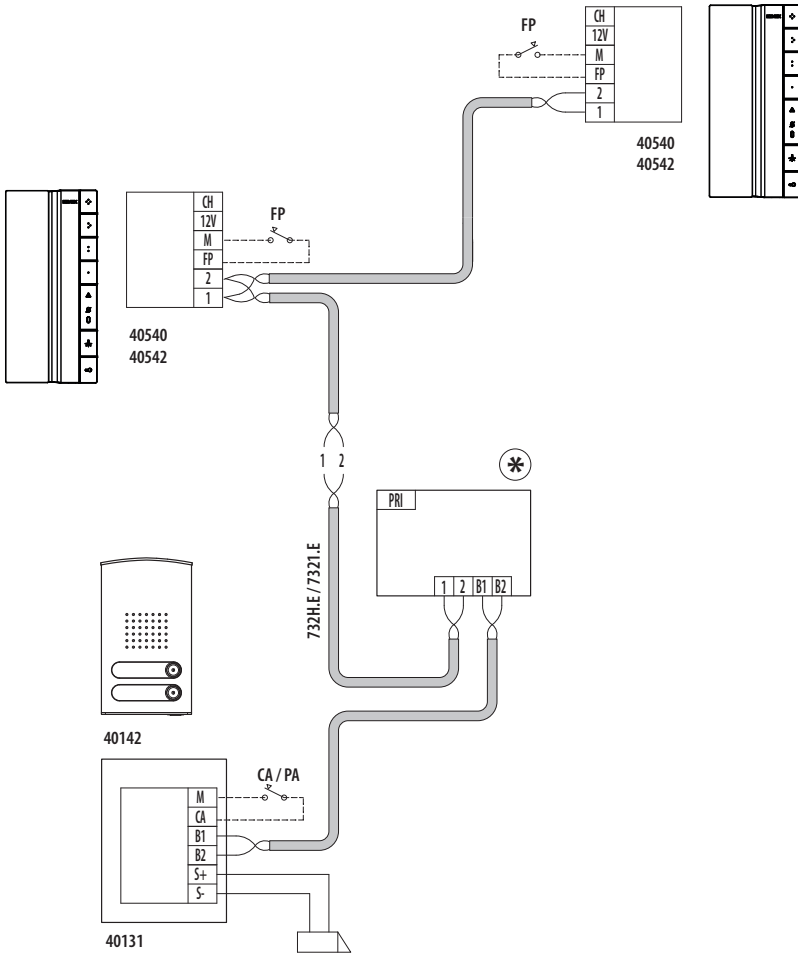 FP
CH
12V
M
FP
2
1
40540
40542
CH
12V
M
FP
2
1
FP
40540
40542
1 2
*
PRI
1 2 B1 B2
732H.E / 732I.E
40142
CA / PA
M
CA
B1
B2
S+
S-
40131